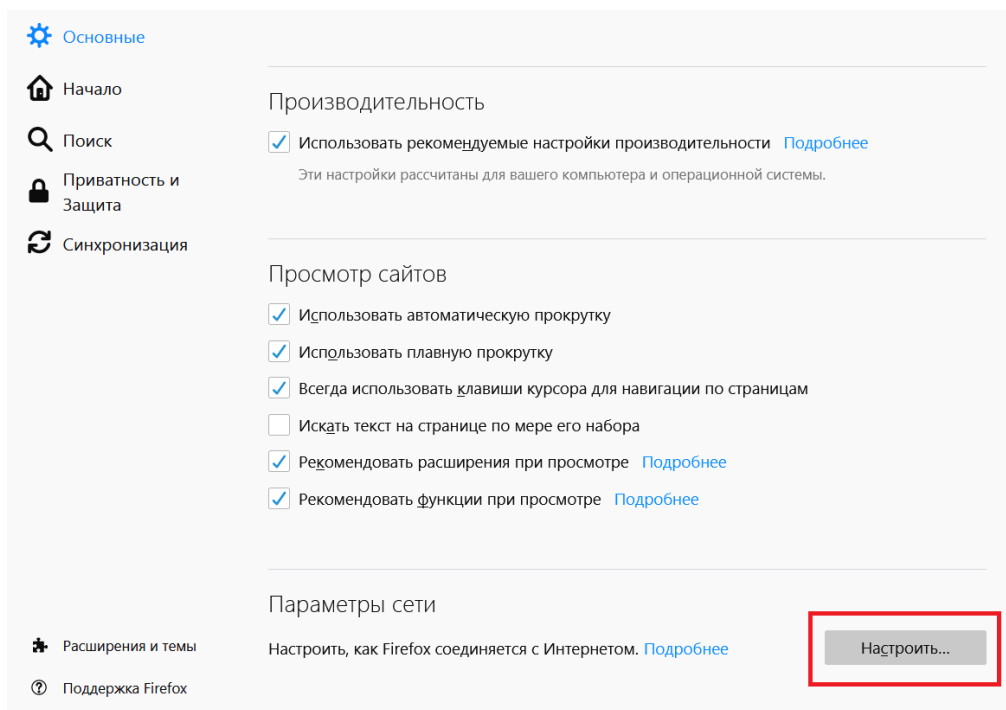 Основные
Начало
Поиск
Приватность и
Защита
Синхронизация
Расширения и темы
Поддержка Firefox
Производительность
Использовать рекомендуемые настройки производительности Подробнее
Эти настройки рассчитаны для вашего компьютера и операционной системы.
Просмотр сайтов
Использовать автоматическую прокрутку
Использовать плавную прокрутку
Всегда использовать клавиши курсора для навигации по страницам
Искать текст на странице по мере его набора
Рекомендовать расширения при просмотре Подробнее
Рекомендовать функции при просмотре Подробнее
Параметры сети
Настроить, как Firefox соединяется с Интернетом. Подробнее
Настроить...